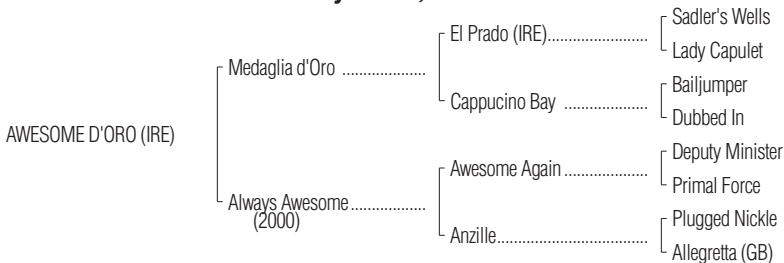 Sadler's Wells
El Prado (IRE)......................
Lady Capulet
Medaglia d'Oro ....................
Bailjumper
Cappucino Bay ..................
Dubbed In
AWESOME D'ORO (IRE)
Deputy Minister
Awesome Again ..................
Primal Force
Always Awesome..................
(2000)
Plugged Nickle
Anzille.................................
Allegretta (GB)